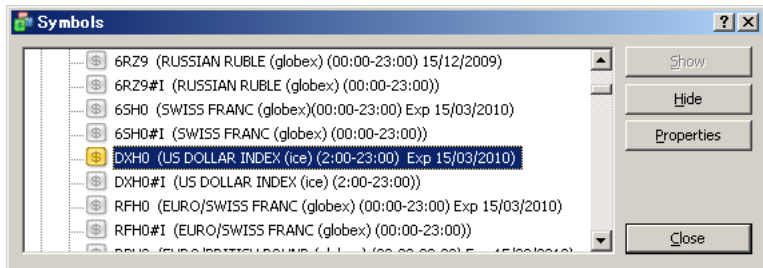 Symbols
6RZ9 (RUSSIAN RUBLE (globex) (00:00-23:00) 15/12/2009)
6RZ9#I (RUSSIAN RUBLE (globex) (00:00-23:00))
6SH0 (SWISS FRANC (globex)(00:00-23:00) Exp 15/03/2010)
6SH0#I (SWISS FRANC (globex) (00:00-23:00))
DXH0 (US DOLLAR INDEX (ice) (2:00-23:00) Exp 15/03/2010)
DXH0#I (US DOLLAR INDEX (ice) (2:00-23:00))
RFH0 (EURO/SWISS FRANC (globex) (00:00-23:00) Exp 15/03/2010)
RFH0#I (EURO/SWISS FRANC (globex) (00:00-23:00))
Show
Hide
Properties
Close